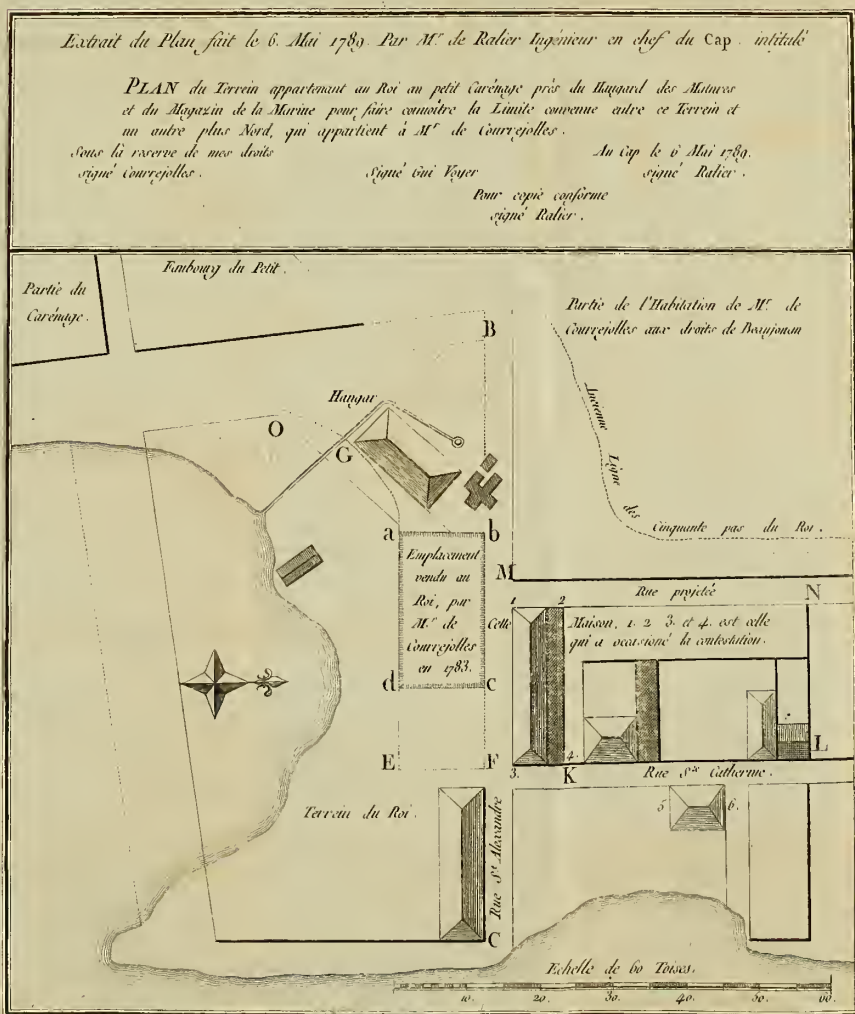 Extrait du Plan fait le 6. Mai 1789. Par Mr. de Ralier Ingénieur en chef du Cap. intitulé
PLAN du Terrein appartenant au Roi au petit Carénage près du Hangard des Matures
et du Magazin de la Marine pour faire connoître la Limite convenue entre ce Terrein et
un autre plus Nord, qui appartient à Mr. de Courrejolles.
Sous la reserve de mes droits
signé Courrejolles.
Signé Gui Voyer
Au Cap le 6 Mai 1789.
signé Ralier.
Pour copie conforme
signé Ralier.
Partie du
Carénage.
Faubourg du Petit.
Partie de l'Habitation de Mr. de
Courrejolles aux droits de Beaujouan
B
Hangar
O
G
Ancienne Ligne des Cinquante pas du Roi.
a
b
Emplacement
vendu au
Roi, par
Mr. de
Courrejolles
en 1783.
d
c
M
Rue projetée
N
1
2
Celle
Maison, 1. 2 3. et 4. est celle
qui a occasioné la contestation.
E
F
3.
4.
K
L
Rue Ste. Catherine.
Terrein du Roi.
Rue St. Alexandre
5
6.
C
Echelle de 60 Toises.
10.
20.
30.
40.
50.
60.